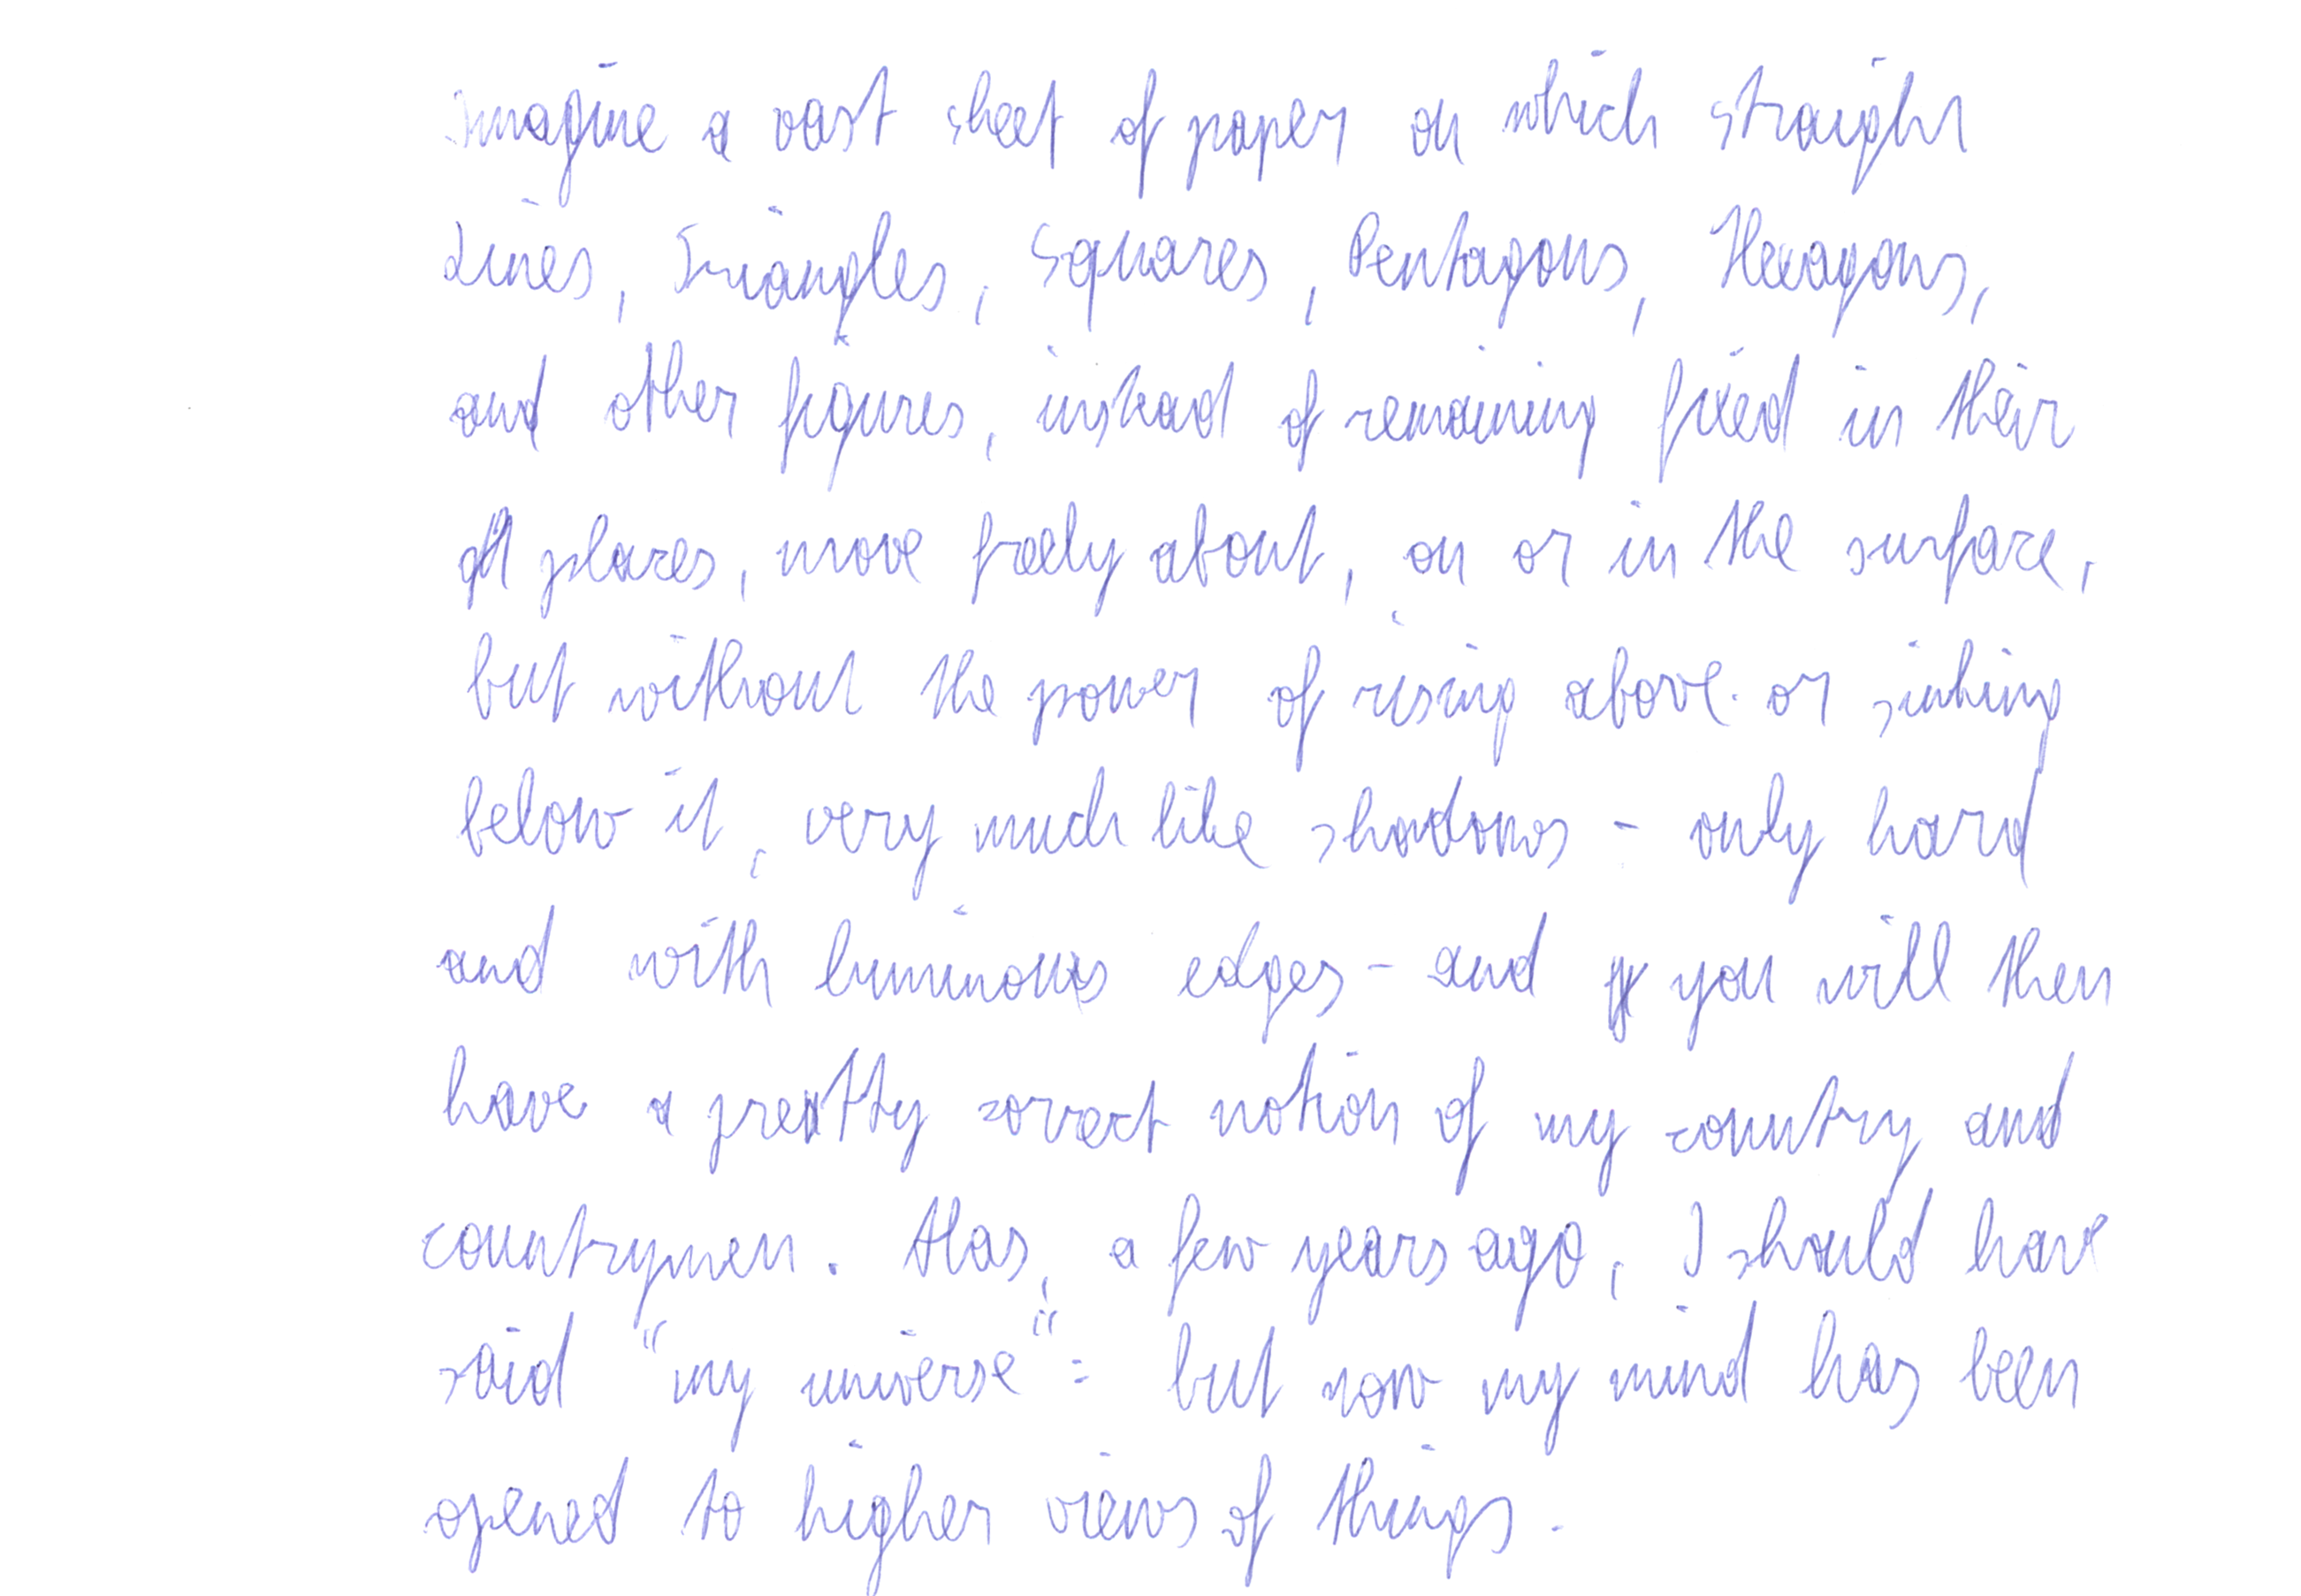 Imagine a vast sheet of paper on which straight
Lines, Triangles, Squares, Pentagons, Hexagons,
and other figures, instead of remaining fixed in their
places, move freely about, on or in the surface,
but without the power of rising above or sinking
below it, very much like shadows - only hard
and with luminous edges - and you will then
have a pretty correct notion of my country and
countrymen. Alas, a few years ago, I should have
said "my universe": but now my mind has been
opened to higher views of things.